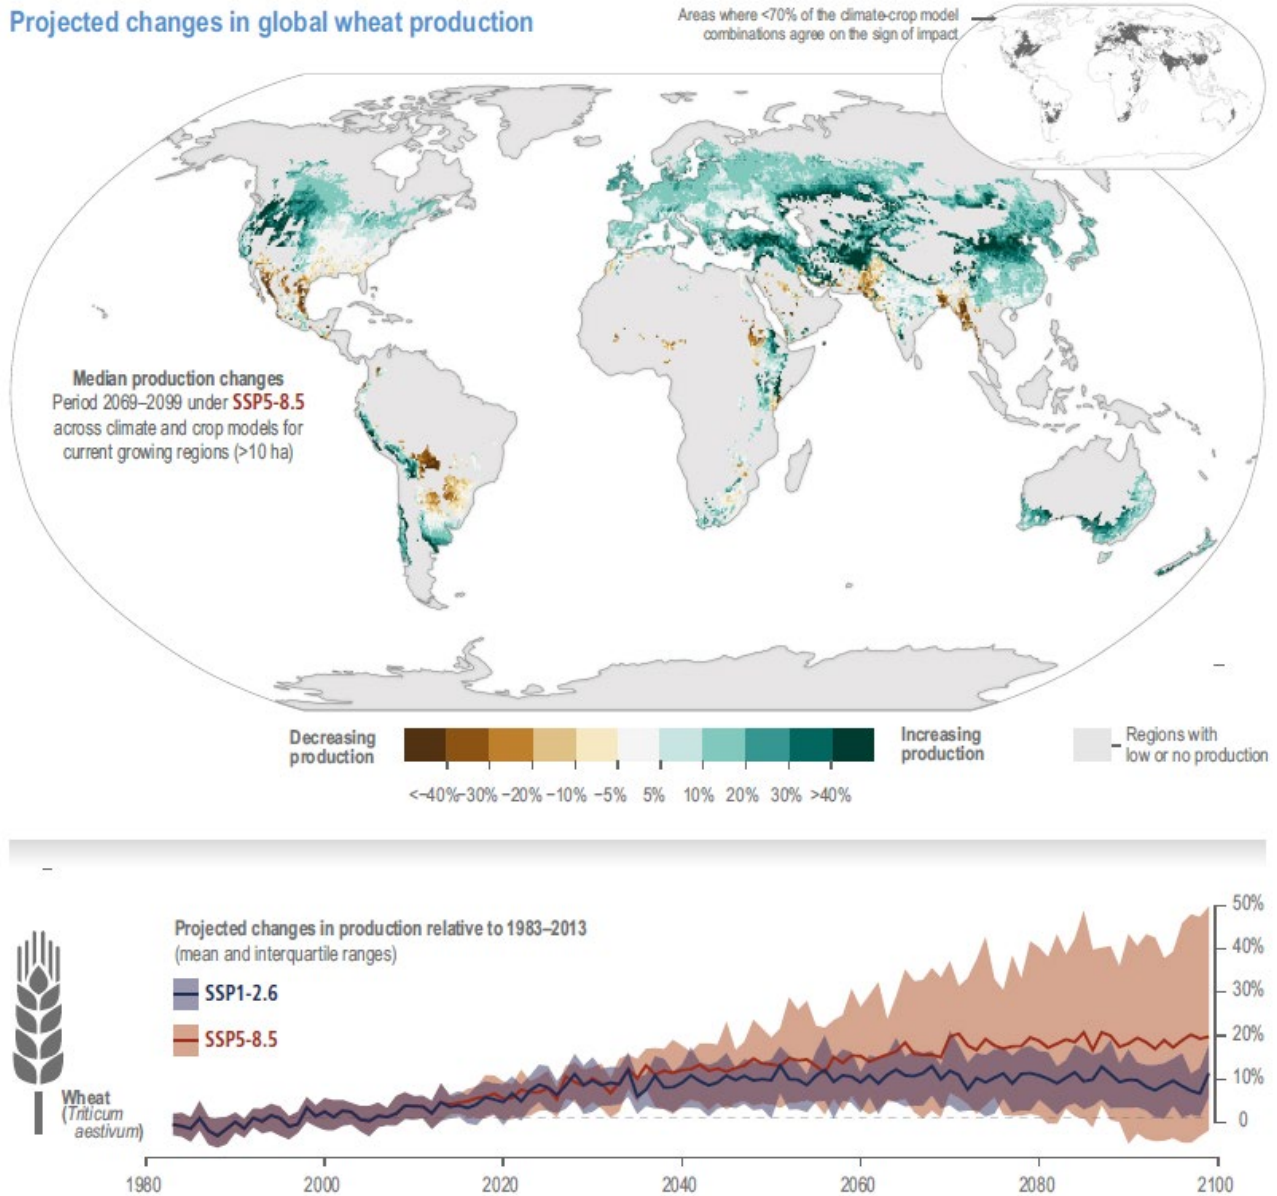 Projected changes in global wheat production
Areas where <70% of the climate-crop model
combinations agree on the sign of impact
Median production changes
Period 2069–2099 under SSP5-8.5
across climate and crop models for
current growing regions (>10 ha)
Decreasing
production
Increasing
production
Regions with
low or no production
<−40% −30% −20% −10% −5% 5% 10% 20% 30% >40%
Projected changes in production relative to 1983–2013
(mean and interquartile ranges)
SSP1-2.6
SSP5-8.5
Wheat
(Triticum
aestivum)
50%
40%
30%
20%
10%
0
1980 2000 2020 2040 2060 2080 2100